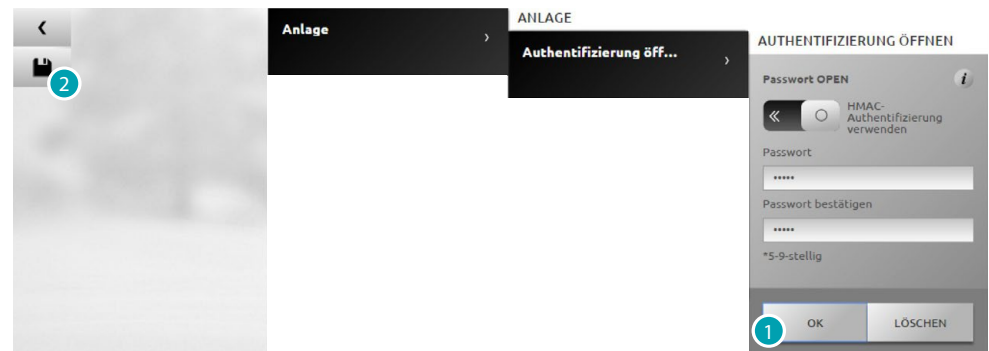 2
Anlage
ANLAGE
Authentifizierung öff...
AUTHENTIFIZIERUNG ÖFFNEN
Passwort OPEN
i
HMAC-
Authentifizierung
verwenden
Passwort
•••••
Passwort bestätigen
•••••
*5-9-stellig
1
OK
LÖSCHEN